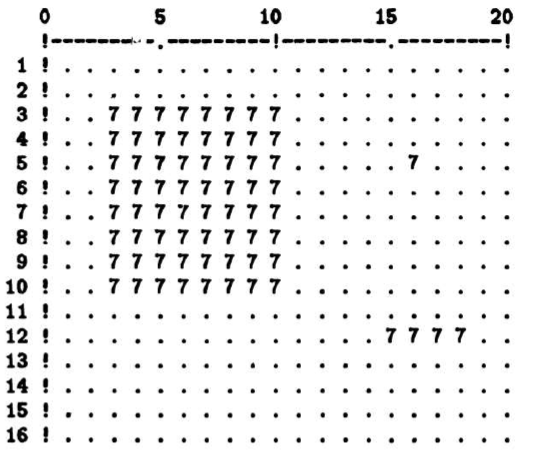 0 5 10 15 20
!---------.---------!---------.---------!
1 ! . . . . . . . . . . . . . . . . . . . .
2 ! . . . . . . . . . . . . . . . . . . . .
3 ! . . 7 7 7 7 7 7 7 7 . . . . . . . . . .
4 ! . . 7 7 7 7 7 7 7 7 . . . . . . . . . .
5 ! . . 7 7 7 7 7 7 7 7 . . . . . 7 . . . .
6 ! . . 7 7 7 7 7 7 7 7 . . . . . . . . . .
7 ! . . 7 7 7 7 7 7 7 7 . . . . . . . . . .
8 ! . . 7 7 7 7 7 7 7 7 . . . . . . . . . .
9 ! . . 7 7 7 7 7 7 7 7 . . . . . . . . . .
10 ! . . 7 7 7 7 7 7 7 7 . . . . . . . . . .
11 ! . . . . . . . . . . . . . . . . . . . .
12 ! . . . . . . . . . . . . . . 7 7 7 7 . .
13 ! . . . . . . . . . . . . . . . . . . . .
14 ! . . . . . . . . . . . . . . . . . . . .
15 ! . . . . . . . . . . . . . . . . . . . .
16 ! . . . . . . . . . . . . . . . . . . . .